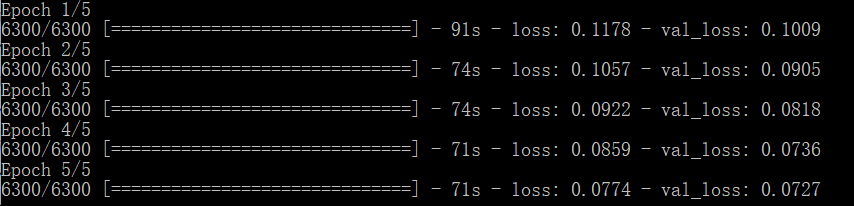 Epoch 1/5
6300/6300 [==============================] - 91s - loss: 0.1178 - val_loss: 0.1009
Epoch 2/5
6300/6300 [==============================] - 74s - loss: 0.1057 - val_loss: 0.0905
Epoch 3/5
6300/6300 [==============================] - 74s - loss: 0.0922 - val_loss: 0.0818
Epoch 4/5
6300/6300 [==============================] - 71s - loss: 0.0859 - val_loss: 0.0736
Epoch 5/5
6300/6300 [==============================] - 71s - loss: 0.0774 - val_loss: 0.0727